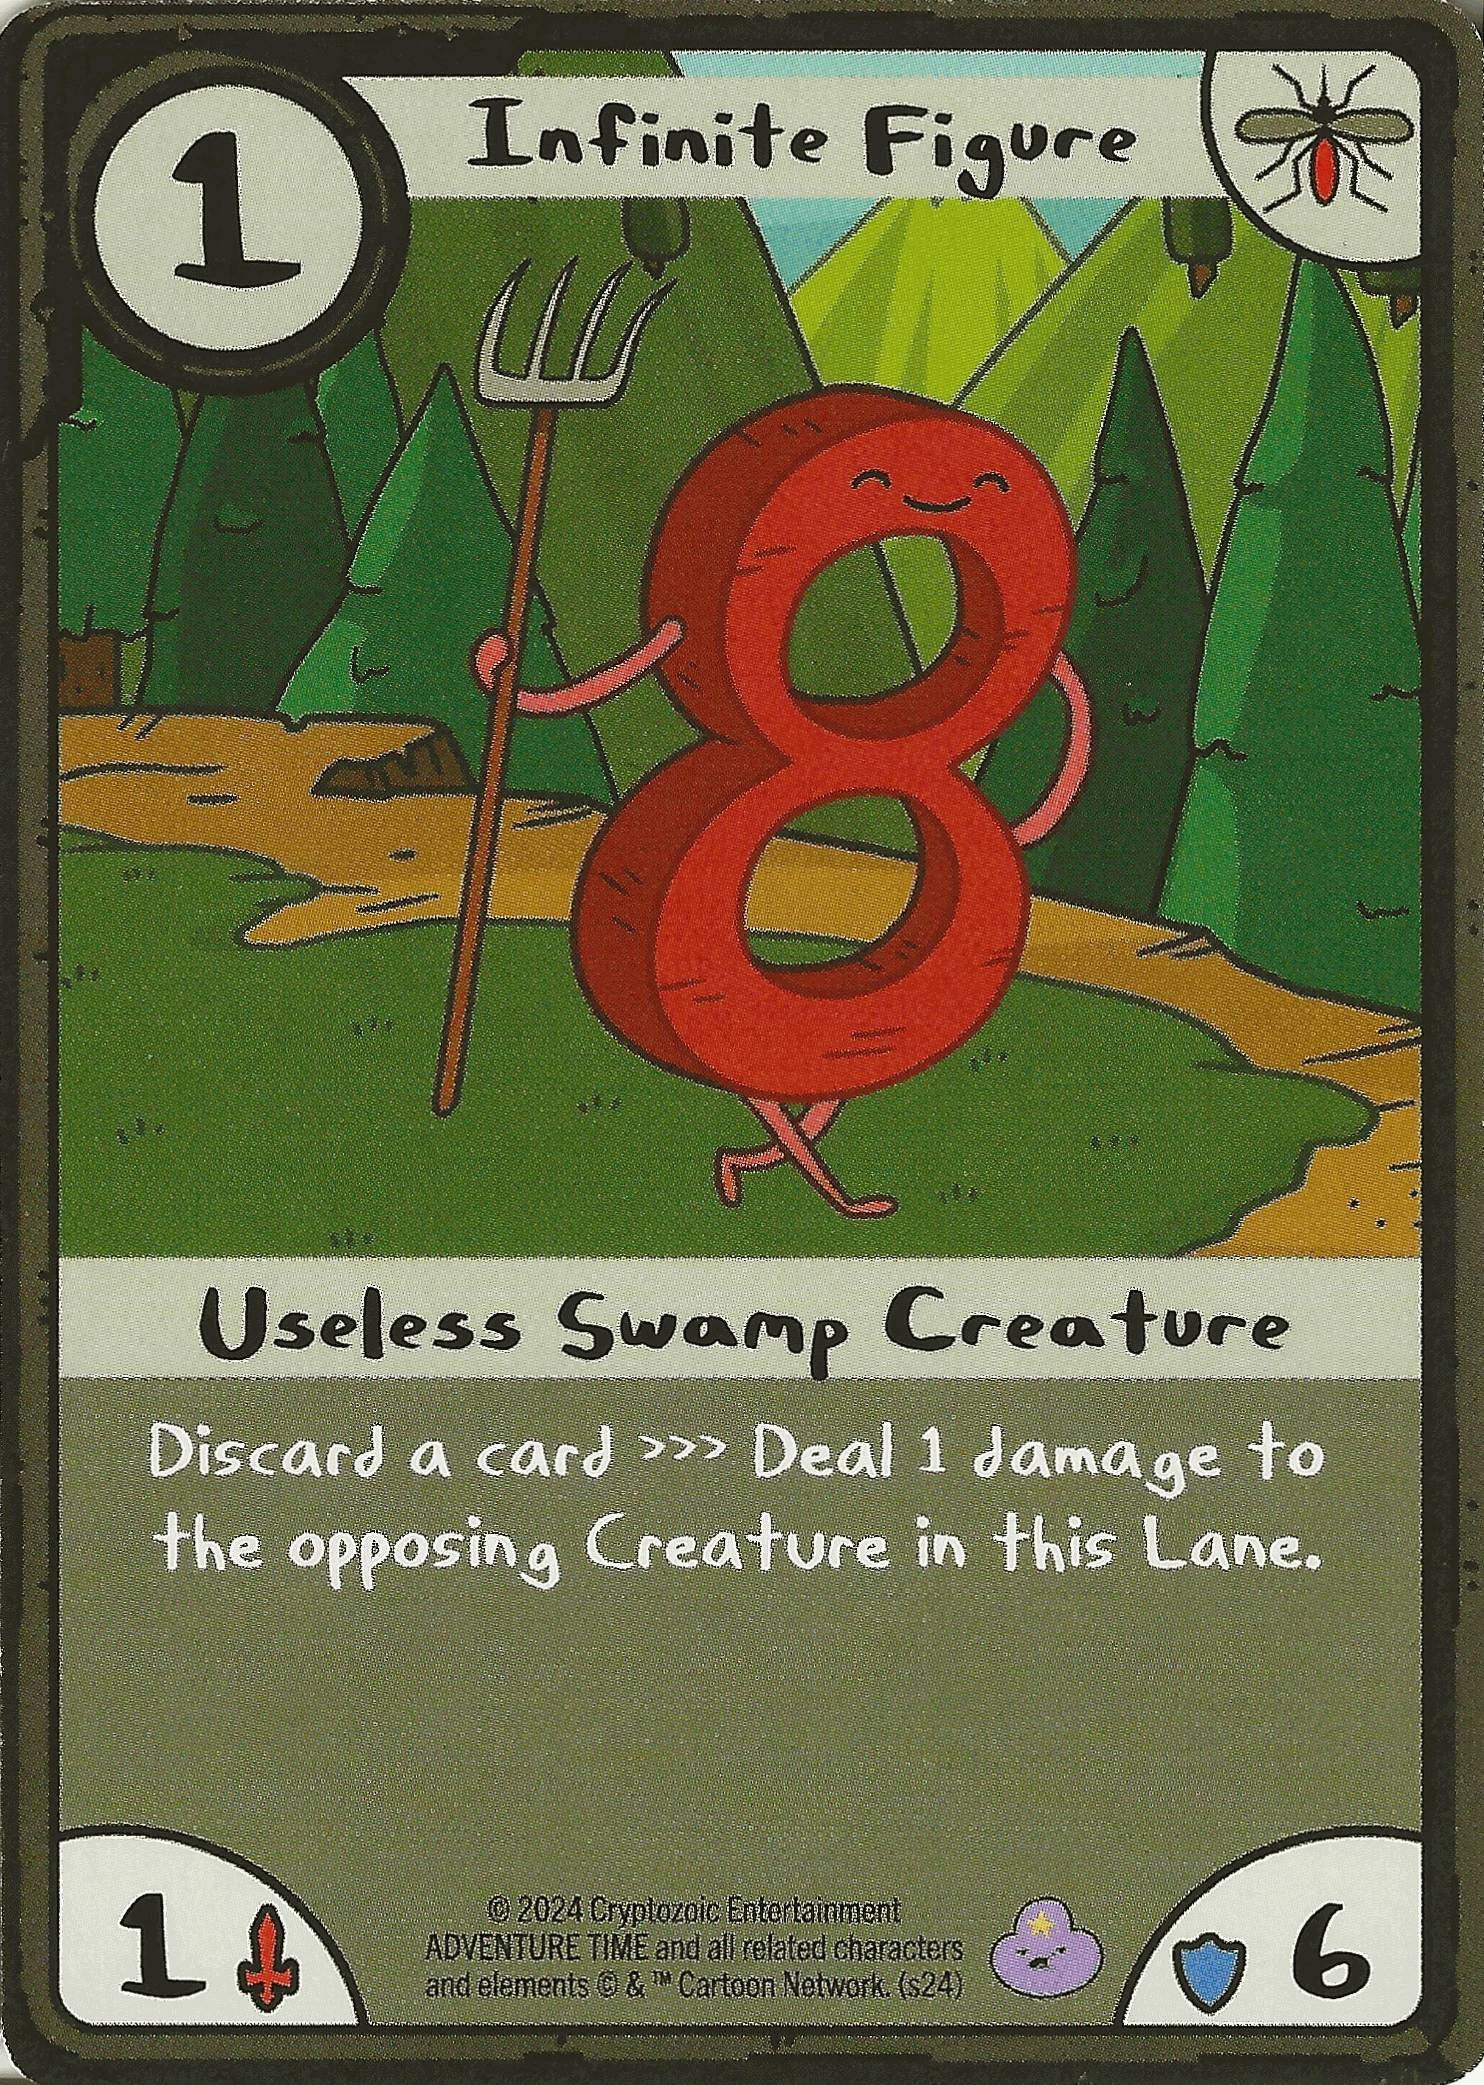 1
Infinite Figure
Useless Swamp Creature
Discard a card >>> Deal 1 damage to
the opposing Creature in this Lane.
1
© 2024 Cryptozoic Entertainment
ADVENTURE TIME and all related characters
and elements © & ™ Cartoon Network. (s24)
6